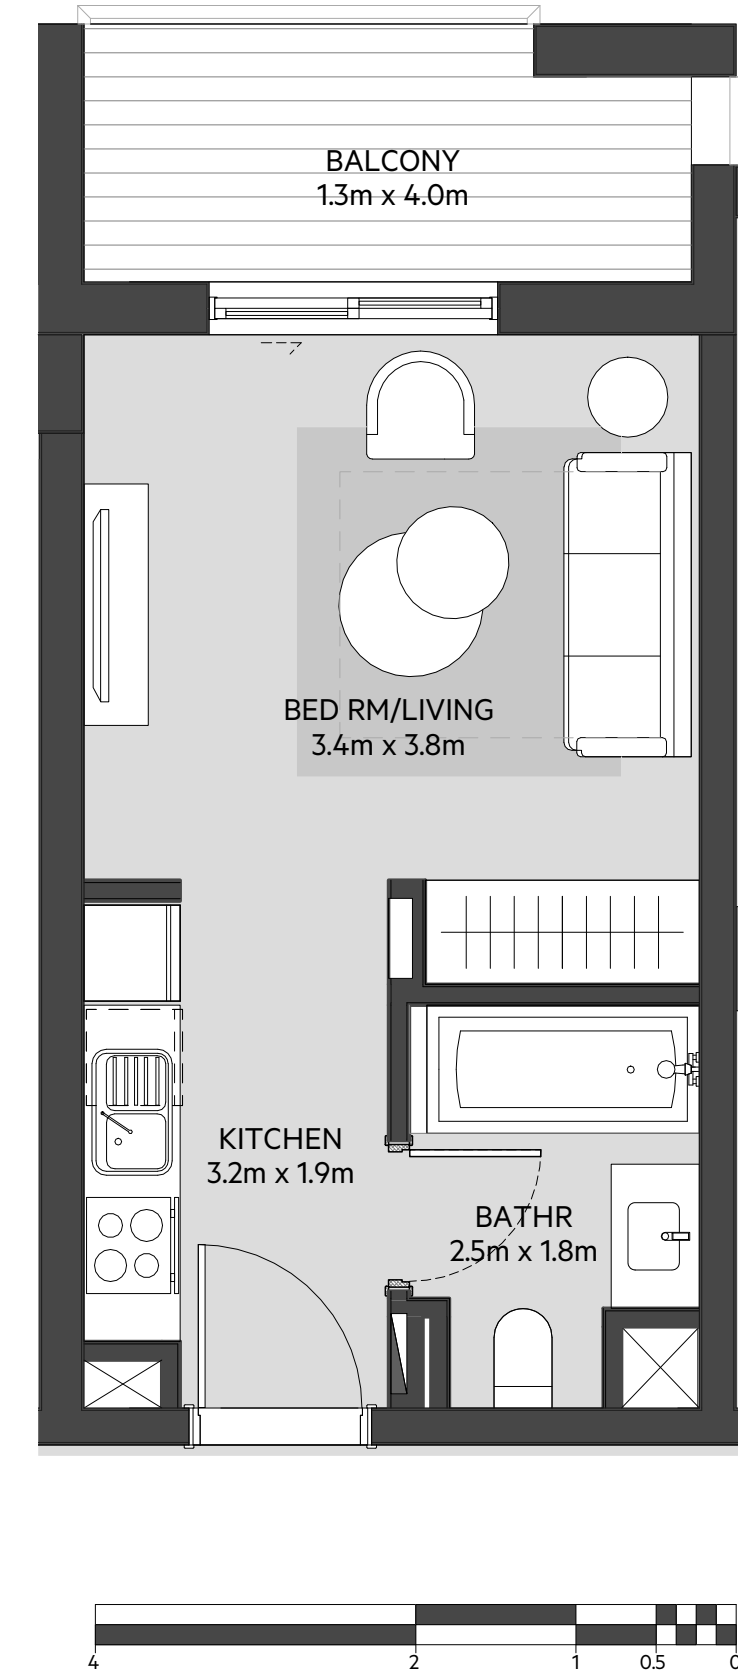 BALCONY
1.3m x 4.0m
BED RM/LIVING
3.4m x 3.8m
KITCHEN
3.2m x 1.9m
BATHR
2.5m x 1.8m
4 2 1 0.5 0